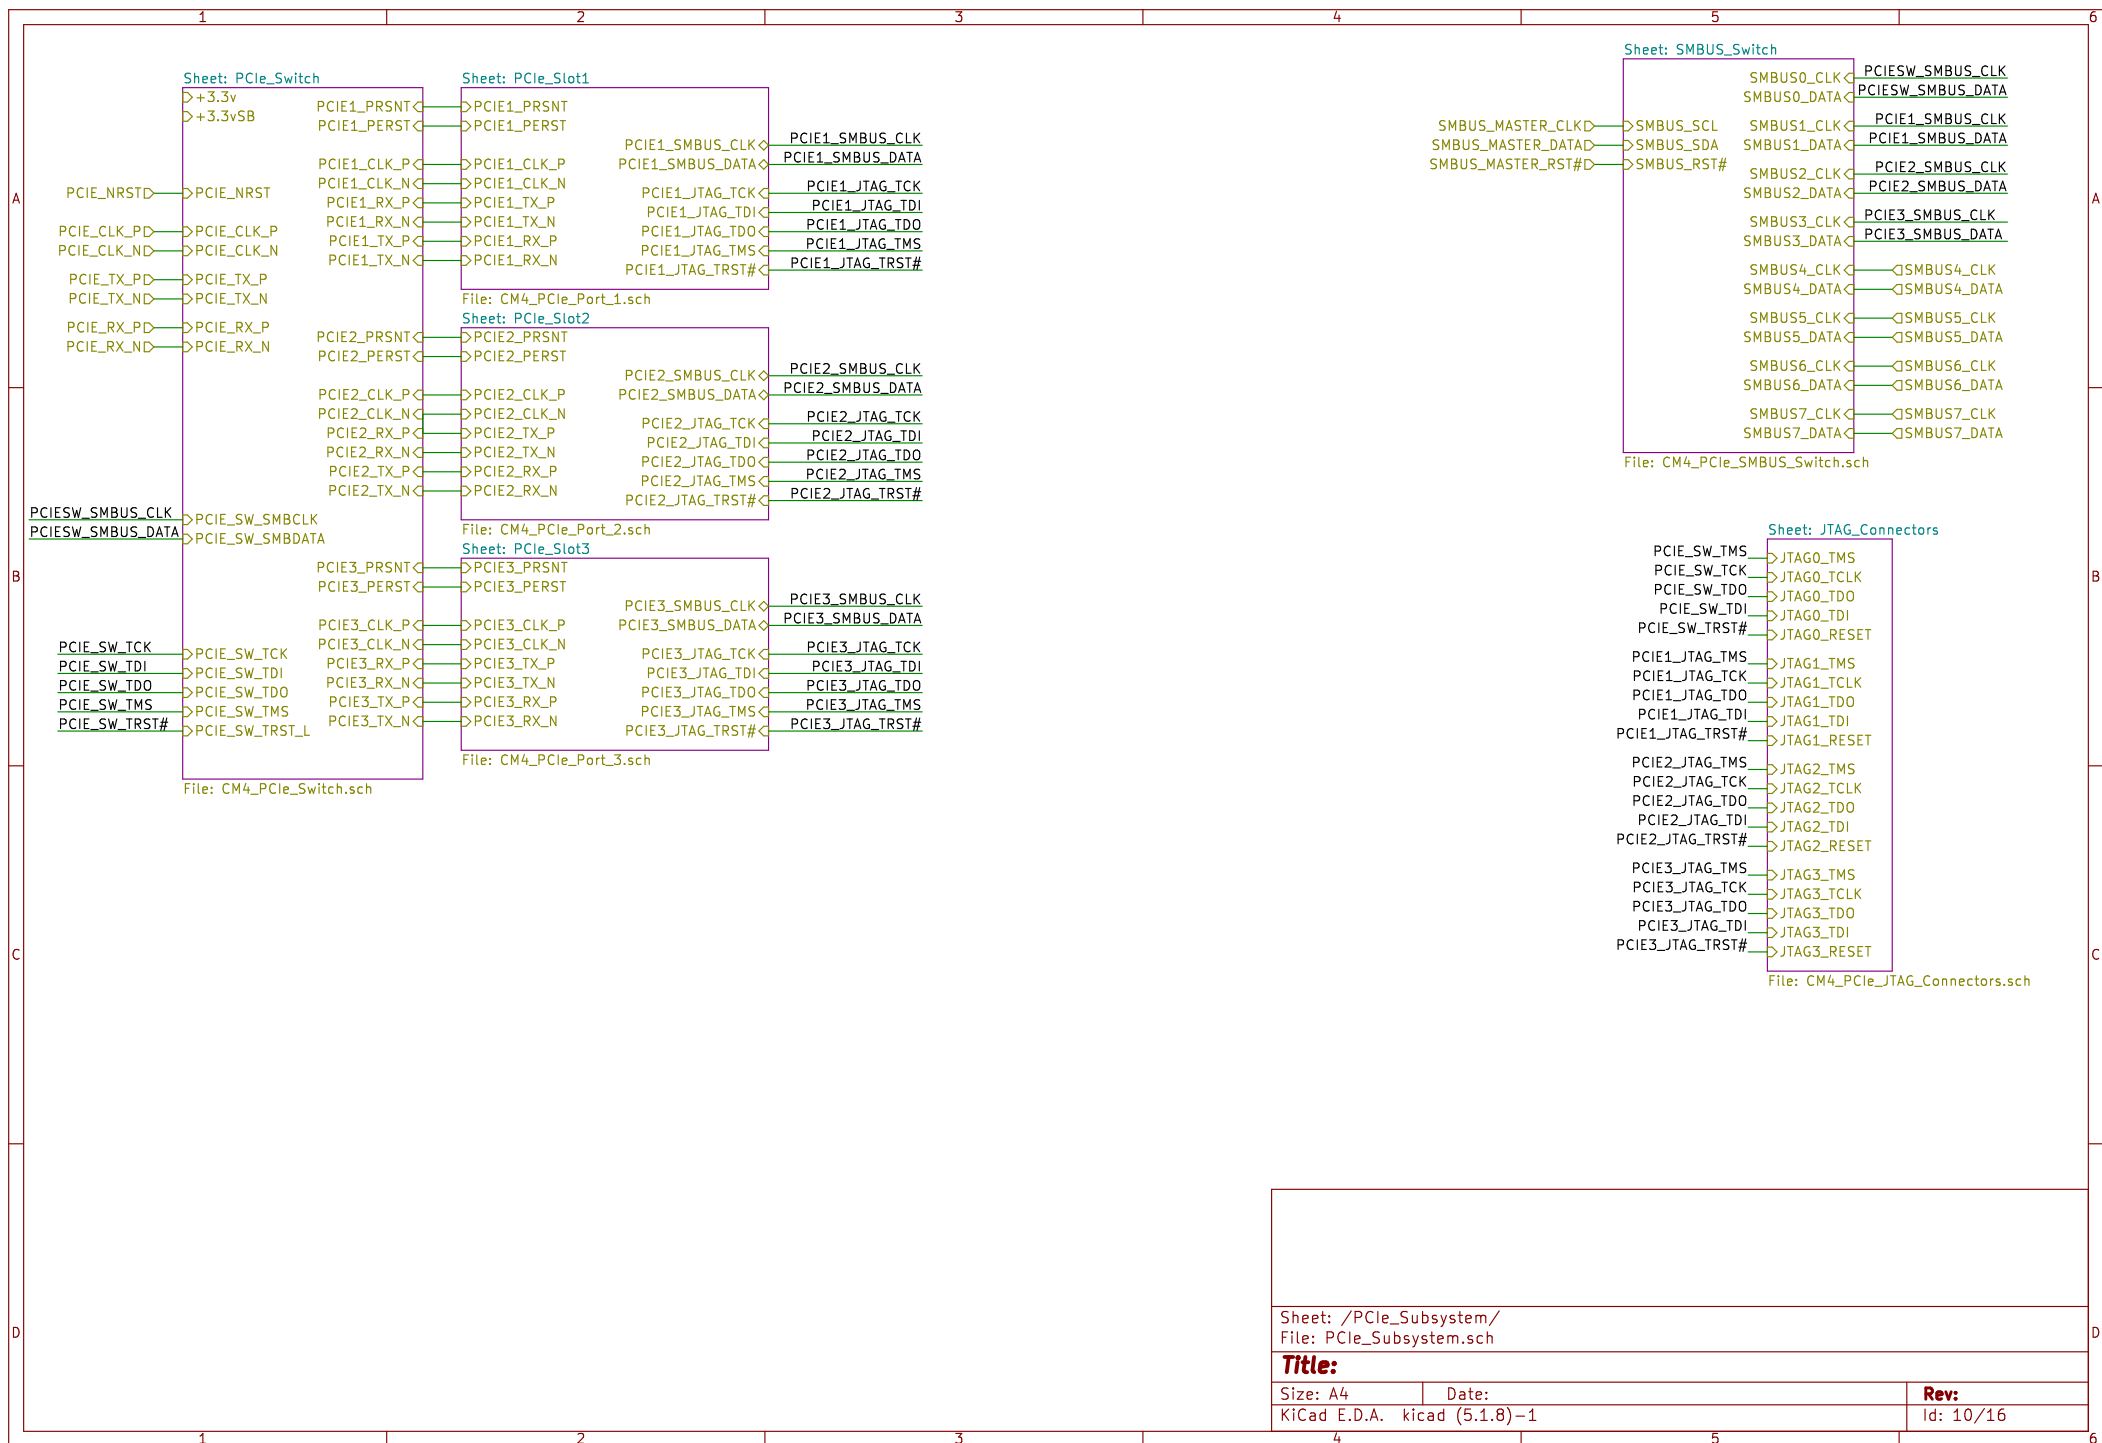 1 2 3 4 5 6
Sheet: PCIe_Switch
+3.3v
+3.3vSB
PCIE_NRST PCIE_NRST
PCIE_CLK_P PCIE_CLK_P
PCIE_CLK_N PCIE_CLK_N
PCIE_TX_P PCIE_TX_P
PCIE_TX_N PCIE_TX_N
PCIE_RX_P PCIE_RX_P
PCIE_RX_N PCIE_RX_N
PCIESW_SMBUS_CLK PCIE_SW_SMBCLK
PCIESW_SMBUS_DATA PCIE_SW_SMBDATA
PCIE_SW_TCK PCIE_SW_TCK
PCIE_SW_TDI PCIE_SW_TDI
PCIE_SW_TDO PCIE_SW_TDO
PCIE_SW_TMS PCIE_SW_TMS
PCIE_SW_TRST# PCIE_SW_TRST_L
PCIE1_PRSNT
PCIE1_PERST
PCIE1_CLK_P
PCIE1_CLK_N
PCIE1_RX_P
PCIE1_RX_N
PCIE1_TX_P
PCIE1_TX_N
PCIE2_PRSNT
PCIE2_PERST
PCIE2_CLK_P
PCIE2_CLK_N
PCIE2_RX_P
PCIE2_RX_N
PCIE2_TX_P
PCIE2_TX_N
PCIE3_PRSNT
PCIE3_PERST
PCIE3_CLK_P
PCIE3_CLK_N
PCIE3_RX_P
PCIE3_RX_N
PCIE3_TX_P
PCIE3_TX_N
File: CM4_PCIe_Switch.sch
Sheet: PCIe_Slot1
PCIE1_PRSNT
PCIE1_PERST
PCIE1_CLK_P
PCIE1_CLK_N
PCIE1_TX_P
PCIE1_TX_N
PCIE1_RX_P
PCIE1_RX_N
PCIE1_SMBUS_CLK PCIE1_SMBUS_CLK
PCIE1_SMBUS_DATA PCIE1_SMBUS_DATA
PCIE1_JTAG_TCK PCIE1_JTAG_TCK
PCIE1_JTAG_TDI PCIE1_JTAG_TDI
PCIE1_JTAG_TDO PCIE1_JTAG_TDO
PCIE1_JTAG_TMS PCIE1_JTAG_TMS
PCIE1_JTAG_TRST# PCIE1_JTAG_TRST#
File: CM4_PCIe_Port_1.sch
Sheet: PCIe_Slot2
PCIE2_PRSNT
PCIE2_PERST
PCIE2_CLK_P
PCIE2_CLK_N
PCIE2_TX_P
PCIE2_TX_N
PCIE2_RX_P
PCIE2_RX_N
PCIE2_SMBUS_CLK PCIE2_SMBUS_CLK
PCIE2_SMBUS_DATA PCIE2_SMBUS_DATA
PCIE2_JTAG_TCK PCIE2_JTAG_TCK
PCIE2_JTAG_TDI PCIE2_JTAG_TDI
PCIE2_JTAG_TDO PCIE2_JTAG_TDO
PCIE2_JTAG_TMS PCIE2_JTAG_TMS
PCIE2_JTAG_TRST# PCIE2_JTAG_TRST#
File: CM4_PCIe_Port_2.sch
Sheet: PCIe_Slot3
PCIE3_PRSNT
PCIE3_PERST
PCIE3_CLK_P
PCIE3_CLK_N
PCIE3_TX_P
PCIE3_TX_N
PCIE3_RX_P
PCIE3_RX_N
PCIE3_SMBUS_CLK PCIE3_SMBUS_CLK
PCIE3_SMBUS_DATA PCIE3_SMBUS_DATA
PCIE3_JTAG_TCK PCIE3_JTAG_TCK
PCIE3_JTAG_TDI PCIE3_JTAG_TDI
PCIE3_JTAG_TDO PCIE3_JTAG_TDO
PCIE3_JTAG_TMS PCIE3_JTAG_TMS
PCIE3_JTAG_TRST# PCIE3_JTAG_TRST#
File: CM4_PCIe_Port_3.sch
Sheet: SMBUS_Switch
SMBUS_MASTER_CLK SMBUS_SCL
SMBUS_MASTER_DATA SMBUS_SDA
SMBUS_MASTER_RST# SMBUS_RST#
SMBUS0_CLK PCIESW_SMBUS_CLK
SMBUS0_DATA PCIESW_SMBUS_DATA
SMBUS1_CLK PCIE1_SMBUS_CLK
SMBUS1_DATA PCIE1_SMBUS_DATA
SMBUS2_CLK PCIE2_SMBUS_CLK
SMBUS2_DATA PCIE2_SMBUS_DATA
SMBUS3_CLK PCIE3_SMBUS_CLK
SMBUS3_DATA PCIE3_SMBUS_DATA
SMBUS4_CLK SMBUS4_CLK
SMBUS4_DATA SMBUS4_DATA
SMBUS5_CLK SMBUS5_CLK
SMBUS5_DATA SMBUS5_DATA
SMBUS6_CLK SMBUS6_CLK
SMBUS6_DATA SMBUS6_DATA
SMBUS7_CLK SMBUS7_CLK
SMBUS7_DATA SMBUS7_DATA
File: CM4_PCIe_SMBUS_Switch.sch
Sheet: JTAG_Connectors
PCIE_SW_TMS JTAG0_TMS
PCIE_SW_TCK JTAG0_TCLK
PCIE_SW_TDO JTAG0_TDO
PCIE_SW_TDI JTAG0_TDI
PCIE_SW_TRST# JTAG0_RESET
PCIE1_JTAG_TMS JTAG1_TMS
PCIE1_JTAG_TCK JTAG1_TCLK
PCIE1_JTAG_TDO JTAG1_TDO
PCIE1_JTAG_TDI JTAG1_TDI
PCIE1_JTAG_TRST# JTAG1_RESET
PCIE2_JTAG_TMS JTAG2_TMS
PCIE2_JTAG_TCK JTAG2_TCLK
PCIE2_JTAG_TDO JTAG2_TDO
PCIE2_JTAG_TDI JTAG2_TDI
PCIE2_JTAG_TRST# JTAG2_RESET
PCIE3_JTAG_TMS JTAG3_TMS
PCIE3_JTAG_TCK JTAG3_TCLK
PCIE3_JTAG_TDO JTAG3_TDO
PCIE3_JTAG_TDI JTAG3_TDI
PCIE3_JTAG_TRST# JTAG3_RESET
File: CM4_PCIe_JTAG_Connectors.sch
A A
B B
C C
D D
Sheet: /PCIe_Subsystem/
File: PCIe_Subsystem.sch
Title:
Size: A4 Date: Rev:
KiCad E.D.A. kicad (5.1.8)-1 Id: 10/16
1 2 3 4 5 6